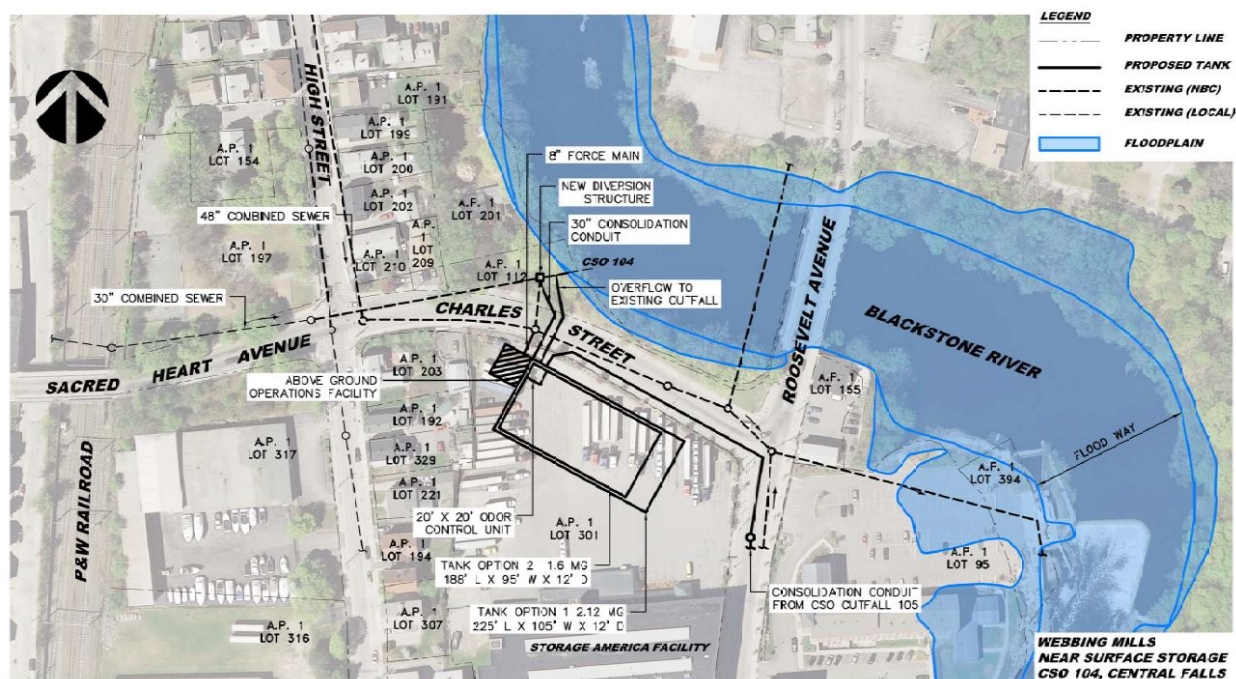 LEGEND
PROPERTY LINE
PROPOSED TANK
EXISTING (NBC)
EXISTING (LOCAL)
FLOODPLAIN
HIGH STREET
A.P. 1
LOT 191
A.P. 1
LOT 154
A.P. 1
LOT 199
A.P. 1
LOT 200
8" FORCE MAIN
NEW DIVERSION
STRUCTURE
A.P. 1
LOT 202
A.P. 1
LOT 201
48" COMBINED SEWER
30" CONSOLIDATION
CONDUIT
A.P. 1
LOT 197
A.P.
1
LOT
209
A.P. 1
LOT 210
A.P. 1
LOT 112
CSO 104
OVERFLOW TO
EXISTING OUTFALL
30" COMBINED SEWER
CHARLES STREET
ROOSEVELT AVENUE
BLACKSTONE RIVER
SACRED HEART AVENUE
A.P. 1
LOT 203
ABOVE GROUND
OPERATIONS FACILITY
A.P. 1
LOT 155
A.P. 1
LOT 192
FLOOD WAY
A.P. 1
LOT 317
A.P. 1
LOT 329
A.P. 1
LOT 394
A.P. 1
LOT 221
P&W RAILROAD
20' X 20' ODOR
CONTROL UNIT
A.P. 1
LOT 301
A.P. 1
LOT 194
A.P. 1
LOT 95
TANK OPTION 2 1.6 MG
188' L X 95' W X 12' D
CONSOLIDATION CONDUIT
FROM CSO OUTFALL 105
TANK OPTION 1 2.12 MG
225' L X 105' W X 12' D
A.P. 1
LOT 307
A.P. 1
LOT 316
STORAGE AMERICA FACILITY
WEBBING MILLS
NEAR SURFACE STORAGE
CSO 104, CENTRAL FALLS